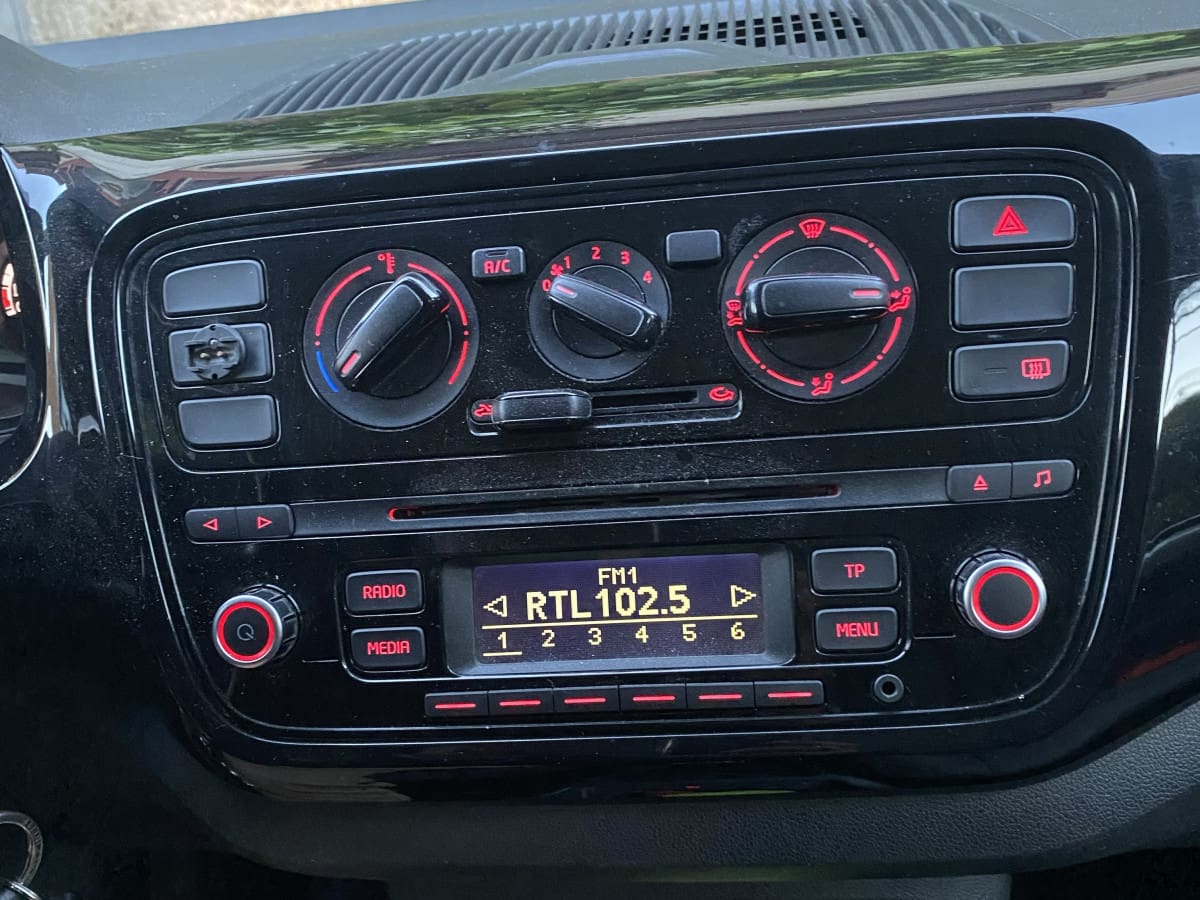 A/C
0 1 2 3 4
RADIO
MEDIA
FM1
RTL102.5
1 2 3 4 5 6
TP
MENU